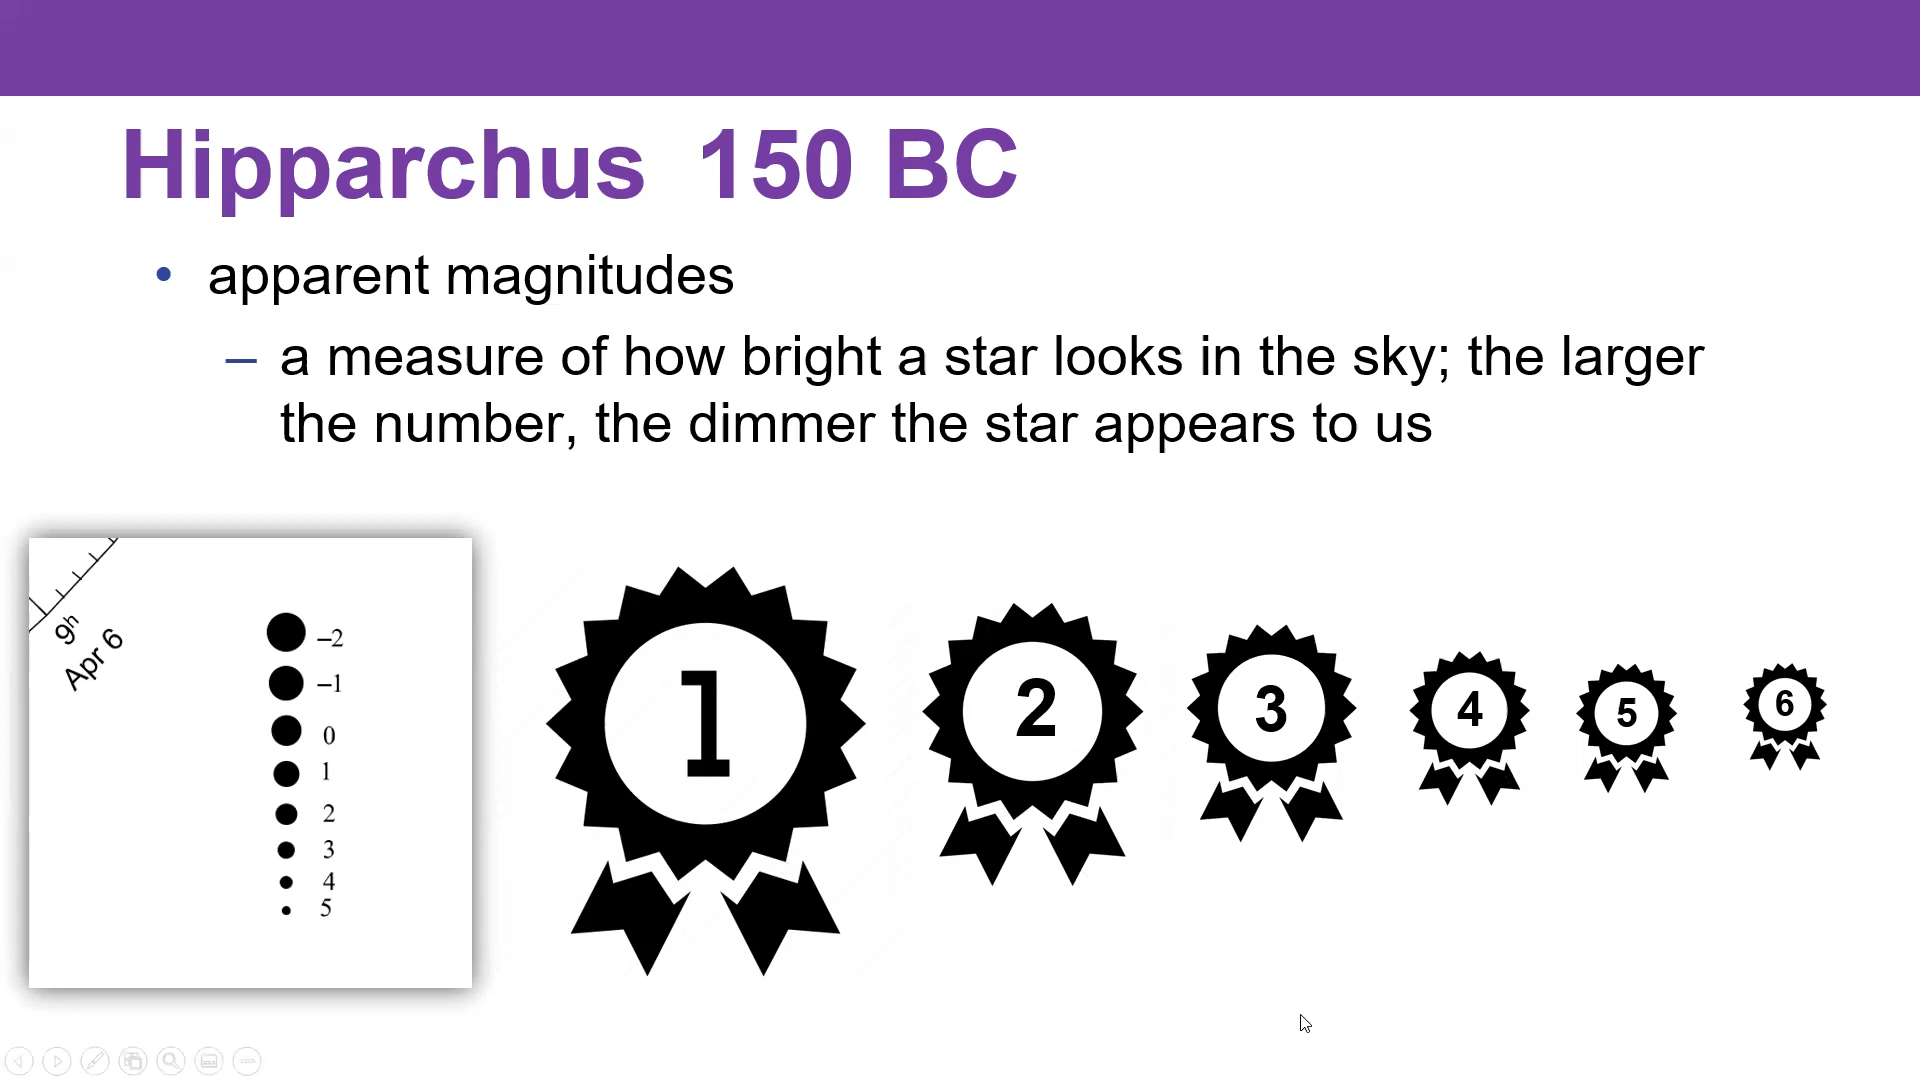 Hipparchus 150 BC
• apparent magnitudes
– a measure of how bright a star looks in the sky; the larger
the number, the dimmer the star appears to us
9h
Apr 6
–2
–1
0
1
2
3
4
5
1
2
3
4
5
6